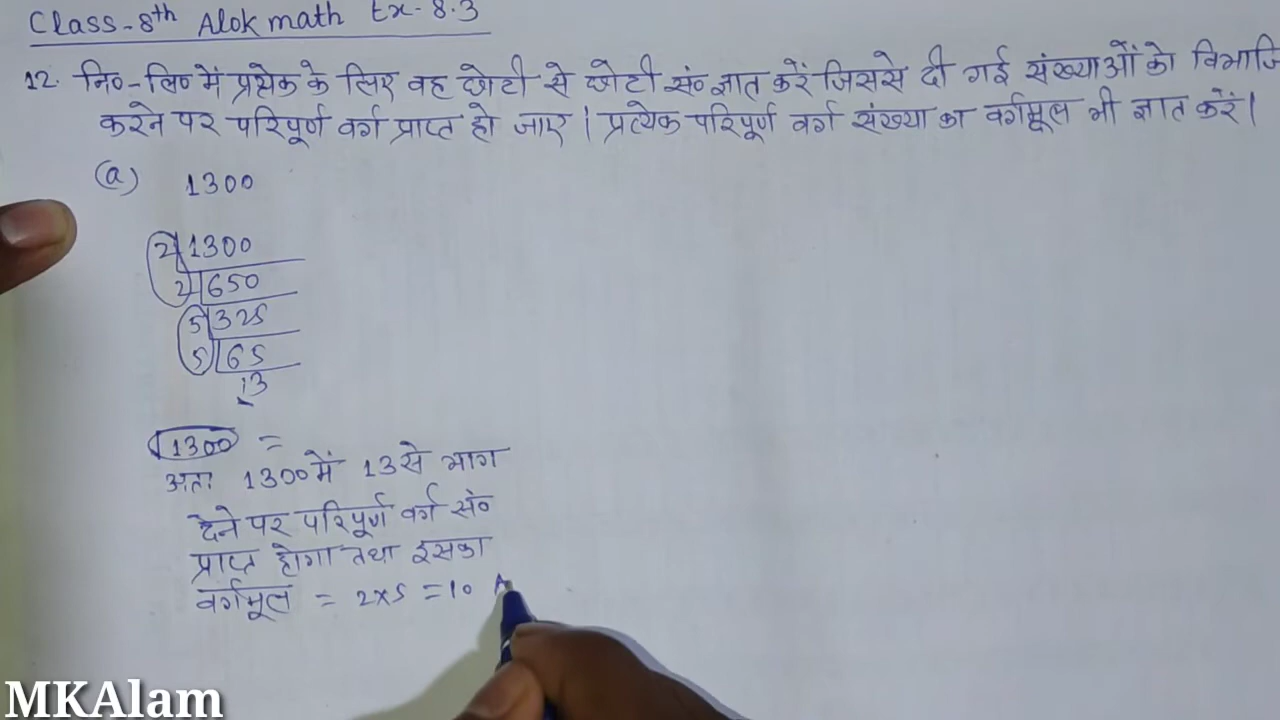 Class-8th Alok math Ex-8.3
12. नि०-लि० में प्रत्येक के लिए वह छोटी से छोटी सं० ज्ञात करें जिससे दी गई संख्याओं को विभाजि
करने पर परिपूर्ण वर्ग प्राप्त हो जाए। प्रत्येक परिपूर्ण वर्ग संख्या का वर्गमूल भी ज्ञात करें।
(a) 1300
2 1300
2 650
5 325
5 65
13
1300 =
अतः 1300 में 13 से भाग
देने पर परिपूर्ण वर्ग सं०
प्राप्त होगा तथा इसका
वर्गमूल = 2×5 = 10 A
MKAlam